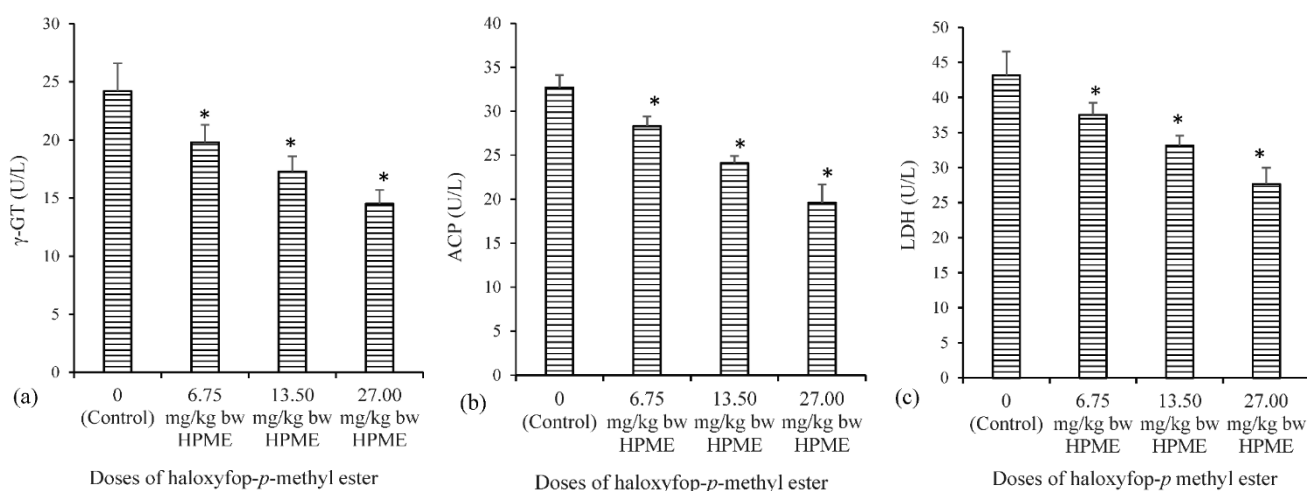 30
25
20
15
10
5
0
γ-GT (U/L)
*
*
*
(a)
0 6.75 13.50 27.00
(Control) mg/kg bw mg/kg bw mg/kg bw
HPME HPME HPME
Doses of haloxyfop-p-methyl ester
40
35
30
25
20
15
10
5
0
ACP (U/L)
*
*
*
(b)
0 6.75 13.50 27.00
(Control) mg/kg bw mg/kg bw mg/kg bw
HPME HPME HPME
Doses of haloxyfop-p-methyl ester
50
45
40
35
30
25
20
15
10
5
0
LDH (U/L)
*
*
*
(c)
0 6.75 13.50 27.00
(Control) mg/kg bw mg/kg bw mg/kg bw
HPME HPME HPME
Doses of haloxyfop-p methyl ester